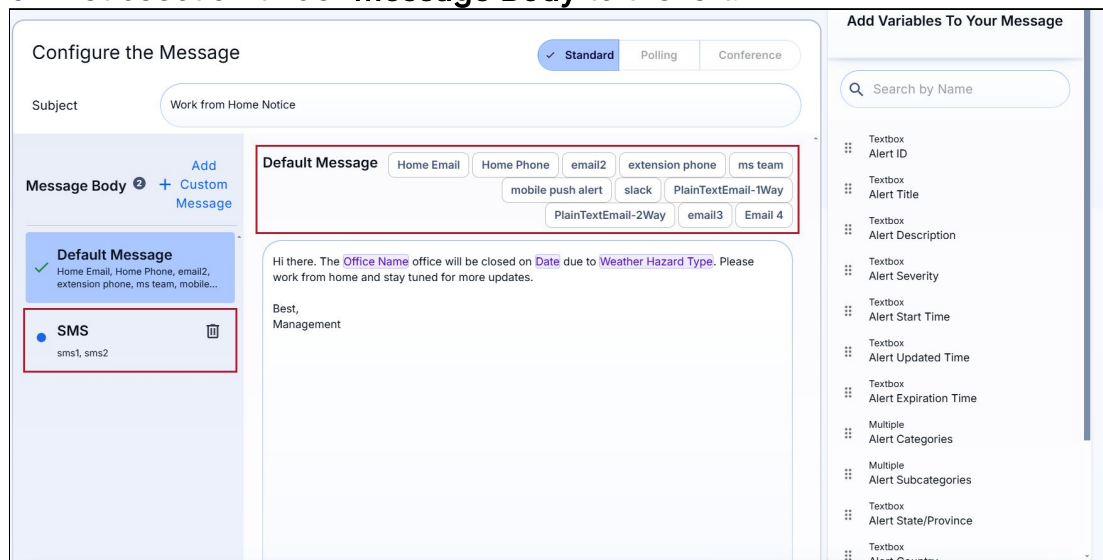 Message Body
Add Variables To Your Message
Configure the Message
Standard
Polling
Conference
Subject
Work from Home Notice
Search by Name
Message Body 2
+ Add Custom Message
Default Message
Home Email, Home Phone, email2,
extension phone, ms team, mobile...
SMS
sms1, sms2
Default Message
Home Email
Home Phone
email2
extension phone
ms team
mobile push alert
slack
PlainTextEmail-1Way
PlainTextEmail-2Way
email3
Email 4
Hi there. The Office Name office will be closed on Date due to Weather Hazard Type. Please
work from home and stay tuned for more updates.
Best,
Management
Textbox
Alert ID
Textbox
Alert Title
Textbox
Alert Description
Textbox
Alert Severity
Textbox
Alert Start Time
Textbox
Alert Updated Time
Textbox
Alert Expiration Time
Multiple
Alert Categories
Multiple
Alert Subcategories
Textbox
Alert State/Province
Textbox
Alert Country